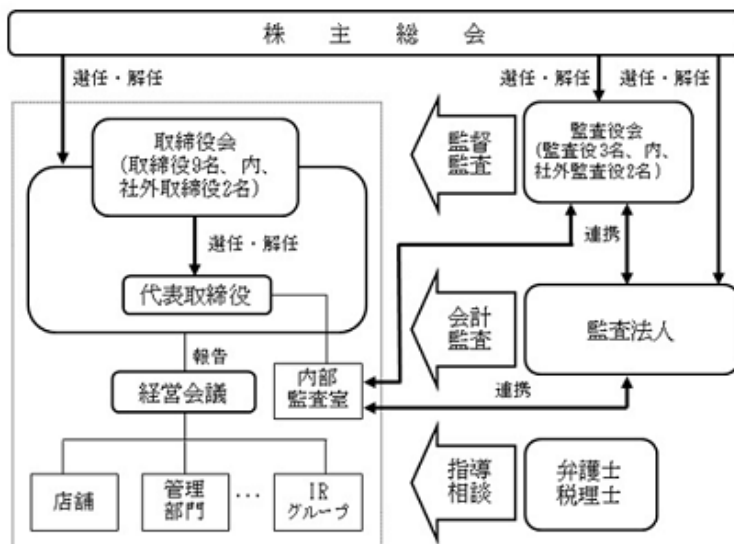 株主総会
選任・解任
選任・解任
選任・解任
取締役会
(取締役9名、内、
社外取締役2名)
監督
監査
監査役会
(監査役3名、内、
社外監査役2名)
選任・解任
連携
代表取締役
会計
監査
監査法人
報告
経営会議
内部
監査室
連携
店舗
管理
部門
...
IR
グループ
指導
相談
弁護士
税理士